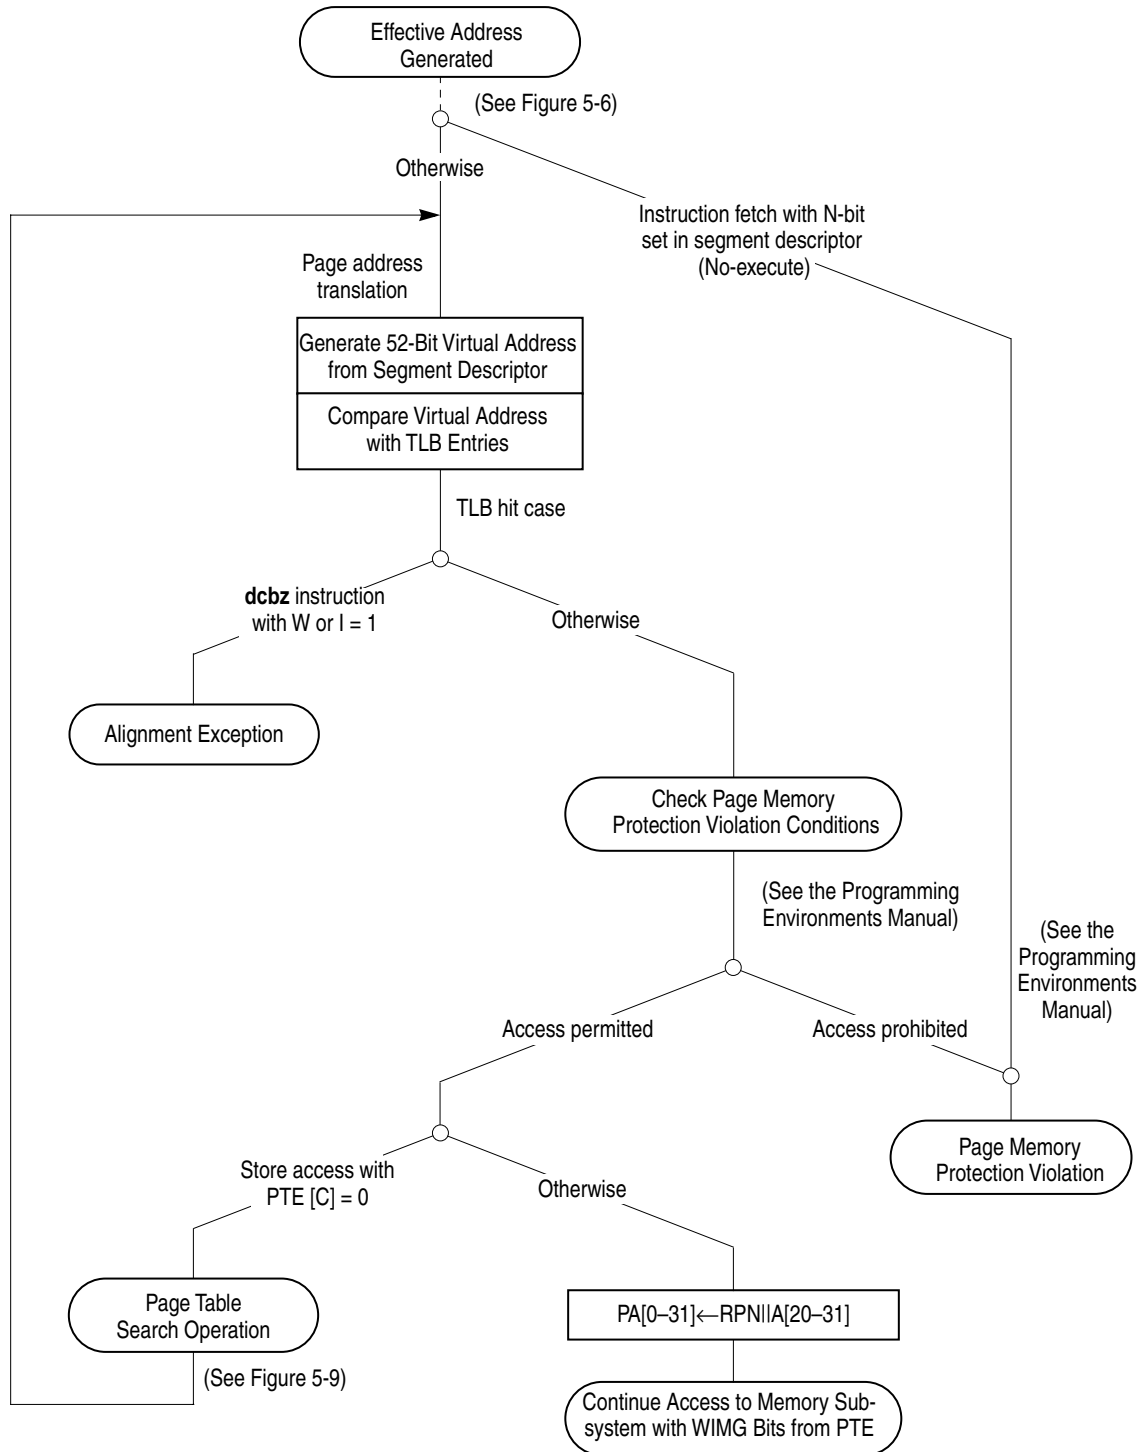 Effective Address
Generated
(See Figure 5-6)
Otherwise
Instruction fetch with N-bit
set in segment descriptor
(No-execute)
Page address
translation
Generate 52-Bit Virtual Address
from Segment Descriptor
Compare Virtual Address
with TLB Entries
TLB hit case
dcbz instruction
with W or I = 1
Otherwise
Alignment Exception
Check Page Memory
Protection Violation Conditions
(See the Programming
Environments Manual)
(See the
Programming
Environments
Manual)
Access permitted
Access prohibited
Page Memory
Protection Violation
Store access with
PTE [C] = 0
Otherwise
Page Table
Search Operation
PA[0–31]←RPN||A[20–31]
(See Figure 5-9)
Continue Access to Memory Sub-
system with WIMG Bits from PTE